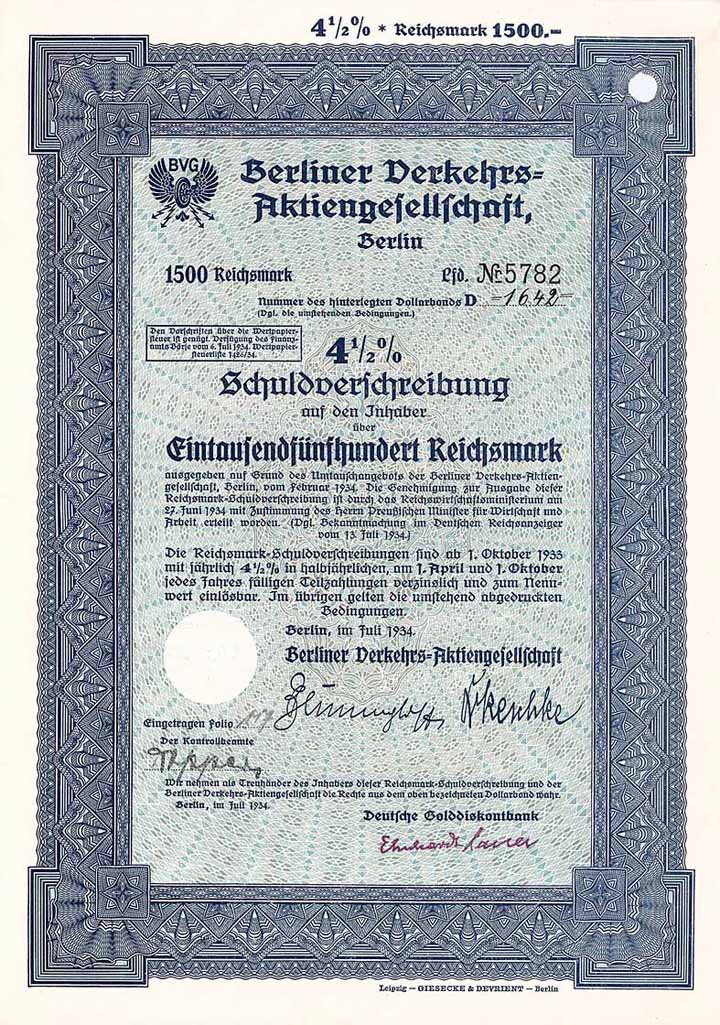 4 1/2 % * Reichsmark 1500.=
BVG
Berliner Verkehrs=
Aktiengesellschaft,
Berlin
1500 Reichsmark
Lfd. Nr. 5782
Nummer des hinterlegten Dollarbonds D -1642-
(Vgl. die umstehenden Bedingungen.)
Den Vorschriften über die Wertpapier=
steuer ist genügt. Verfügung des Finanz=
amts Börse vom 6. Juli 1934. Wertpapier=
steuerliste 1426/34.
4 1/2 %
Schuldverschreibung
auf den Inhaber
über
Eintausendfünfhundert Reichsmark
ausgegeben auf Grund des Umtauschangebots der Berliner Verkehrs=Aktien=
gesellschaft, Berlin, vom Februar 1934. Die Genehmigung zur Ausgabe dieser
Reichsmark=Schuldverschreibung ist durch das Reichswirtschaftsministerium am
27. Juni 1934 mit Zustimmung des Herrn Preußischen Minister für Wirtschaft und
Arbeit erteilt worden. (Vgl. Bekanntmachung im Deutschen Reichsanzeiger
vom 13. Juli 1934.)
Die Reichsmark=Schuldverschreibungen sind ab 1. Oktober 1933
mit jährlich 4 1/2 % in halbjährlichen, am 1. April und 1. Oktober
jedes Jahres fälligen Teilzahlungen verzinslich und zum Nenn=
wert einlösbar. Im übrigen gelten die umstehend abgedruckten
Bedingungen.
Berlin, im Juli 1934.
Berliner Verkehrs=Aktiengesellschaft
Eingetragen Folio
Der Kontrollbeamte
Wir nehmen als Treuhänder des Inhabers dieser Reichsmark=Schuldverschreibung und der
Berliner Verkehrs=Aktiengesellschaft die Rechte aus dem oben bezeichneten Dollarbond wahr.
Berlin, im Juli 1934.
Deutsche Golddiskontbank
Leipzig — GIESECKE & DEVRIENT — Berlin